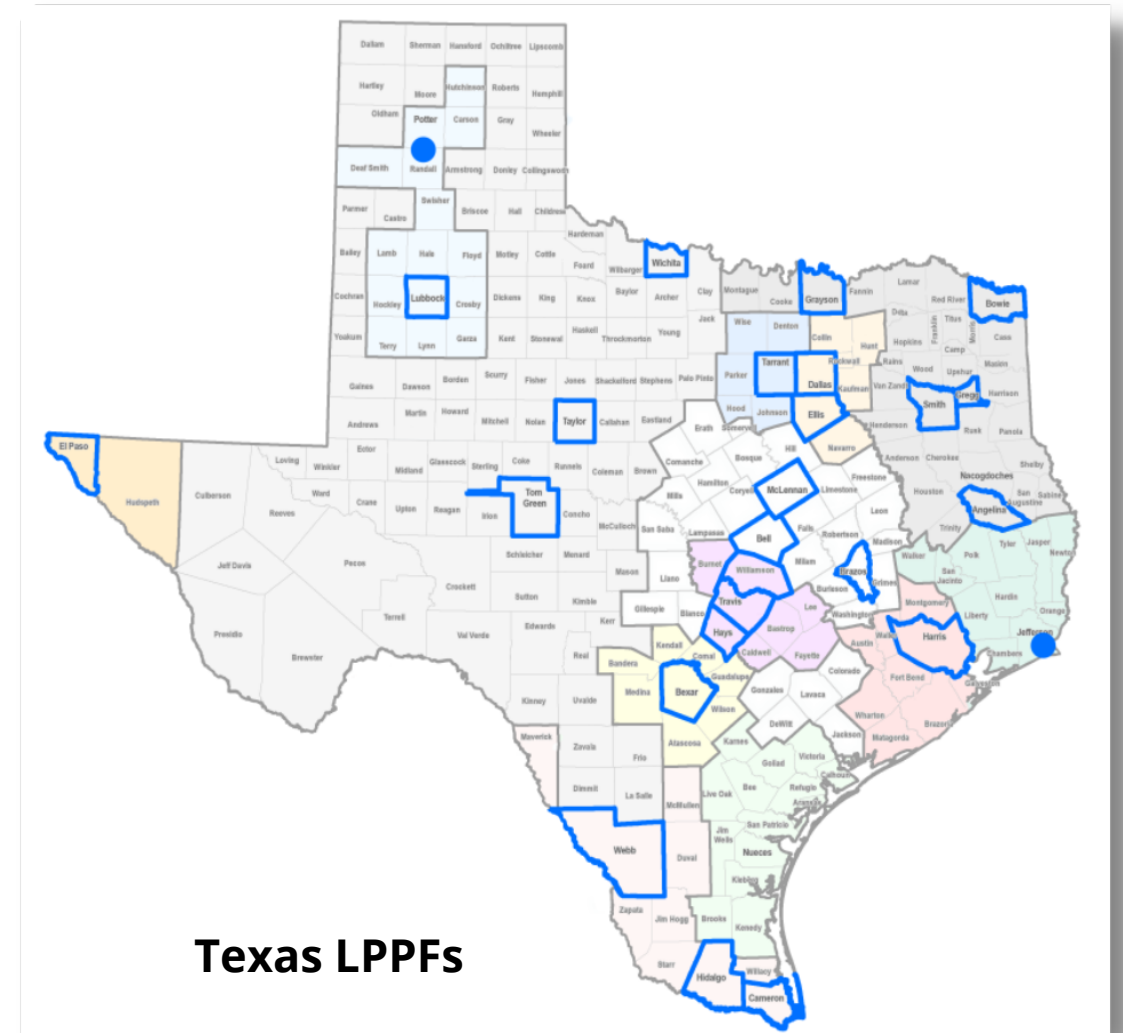 Dallam Sherman Hansford Ochiltree Lipscomb
Hartley Moore Hutchinson Roberts Hemphill
Oldham Potter Carson Gray Wheeler
Deaf Smith Randall Armstrong Donley Collingsworth
Parmer Castro Swisher Briscoe Hall Childress
Hardeman
Bailey Lamb Hale Floyd Motley Cottle Foard Wilbarger Wichita
Cochran Hockley Lubbock Crosby Dickens King Knox Baylor Archer Clay Montague Cooke Grayson Fannin Lamar Red River Bowie
Yoakum Terry Lynn Garza Kent Stonewall Haskell Throckmorton Young Jack Wise Denton Collin Hunt Hopkins Franklin Titus Morris Cass
Camp
Gaines Dawson Borden Scurry Fisher Jones Shackelford Stephens Palo Pinto Parker Tarrant Dallas Rockwall Kaufman Rains Wood Upshur Marion
Van Zandt Smith Gregg Harrison
Andrews Martin Howard Mitchell Nolan Taylor Callahan Eastland Hood Johnson Ellis Henderson Rusk Panola
Erath Somervell Hill Navarro
El Paso Hudspeth Culberson Loving Winkler Ector Midland Glasscock Sterling Coke Runnels Coleman Brown Comanche Bosque Freestone Anderson Cherokee Shelby
Nacogdoches
Reeves Ward Crane Upton Reagan Irion Tom
Green Concho McCulloch Mills Hamilton Coryell McLennan Limestone Leon Houston Angelina San
Augustine Sabine
San Saba Lampasas Bell Falls Robertson Madison Trinity
Jeff Davis Pecos Crockett Schleicher Menard Mason Llano Burnet Williamson Milam Brazos Grimes Walker San
Jacinto Polk Tyler Jasper Newton
Presidio Brewster Terrell Val Verde Sutton Kimble Gillespie Blanco Travis Lee Burleson Washington Montgomery Liberty Hardin Orange
Edwards Kerr Hays Bastrop Austin Harris Jefferson
Real Bandera Kendall Comal Caldwell Fayette Chambers
Kinney Uvalde Medina Bexar Guadalupe Gonzales Lavaca Colorado Fort Bend Galveston
Wilson DeWitt Wharton Brazoria
Maverick Zavala Frio Atascosa Karnes Jackson Matagorda
Goliad Victoria
Dimmit La Salle McMullen Live Oak Bee Refugio Calhoun
Aransas
Webb Duval Jim
Wells San Patricio
Nueces
Kleberg
Zapata Jim Hogg Brooks Kenedy
Starr Hidalgo Willacy
Cameron
Texas LPPFs